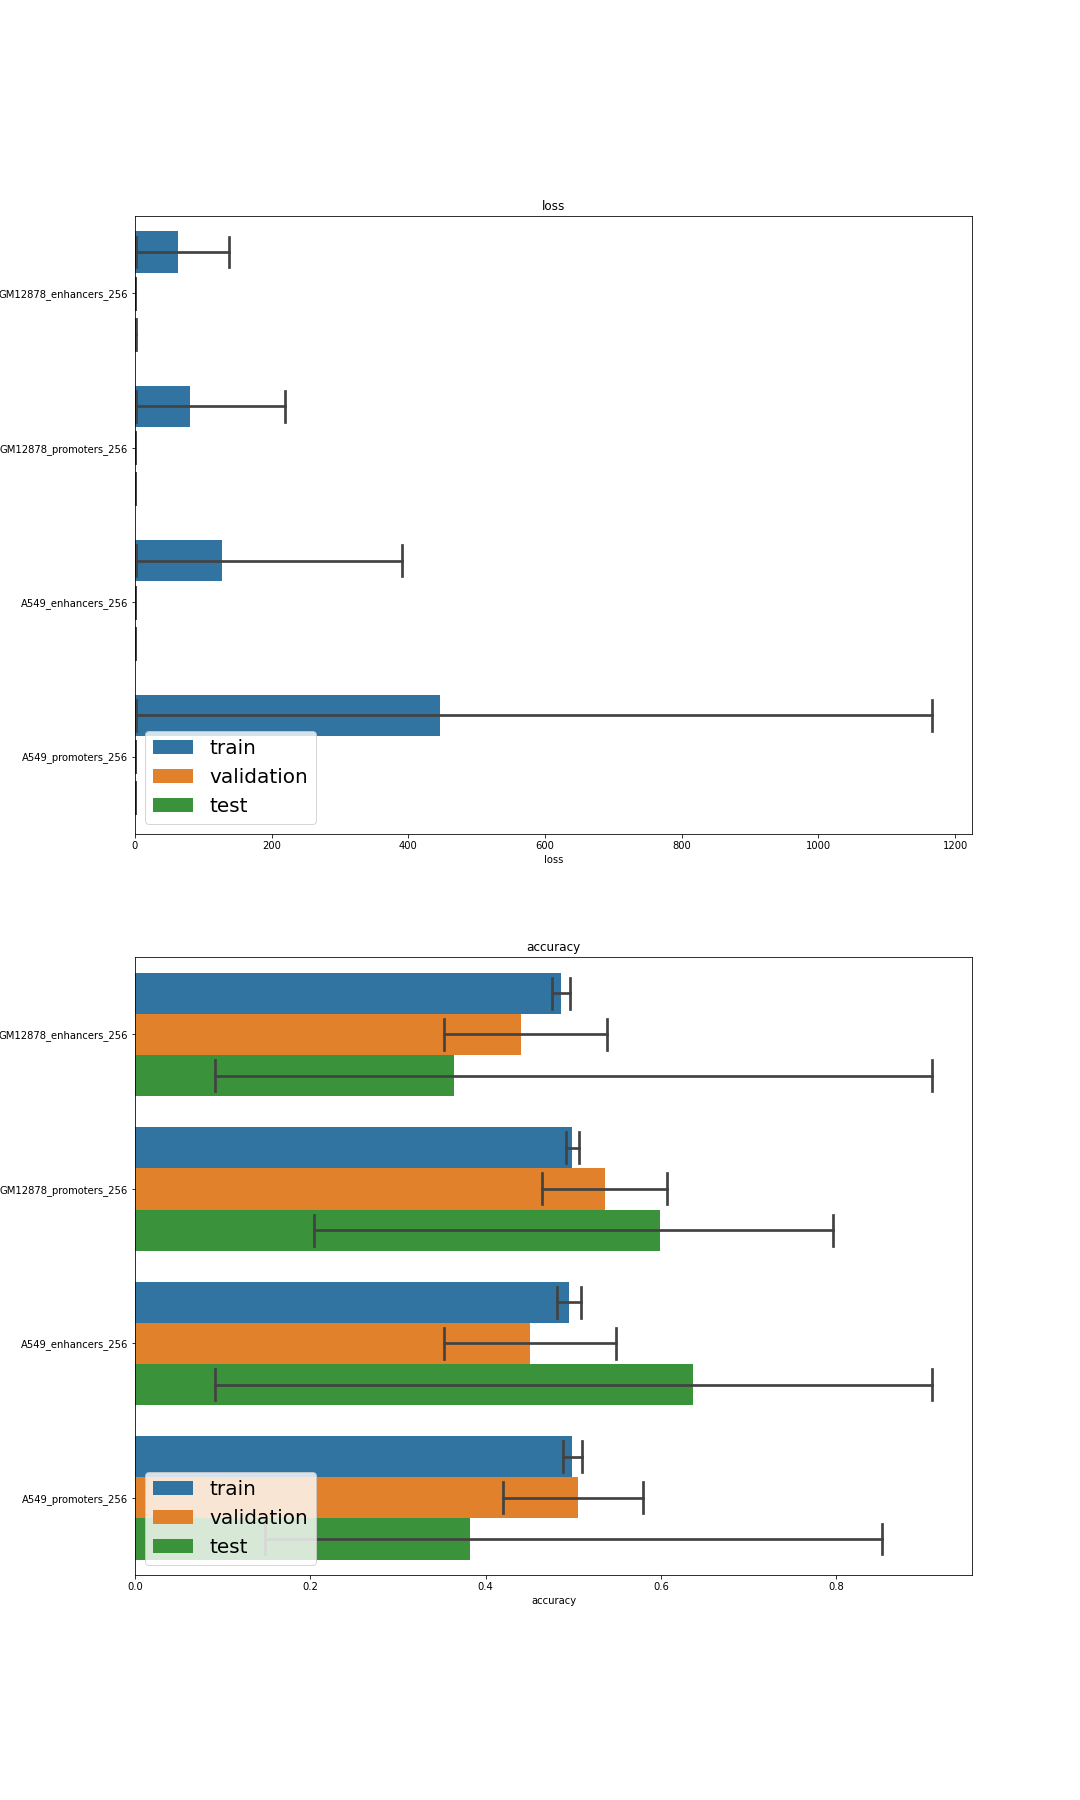 loss
GM12878_enhancers_256
GM12878_promoters_256
A549_enhancers_256
A549_promoters_256
train
validation
test
0 200 400 600 800 1000 1200
loss
accuracy
GM12878_enhancers_256
GM12878_promoters_256
A549_enhancers_256
A549_promoters_256
train
validation
test
0.0 0.2 0.4 0.6 0.8
accuracy